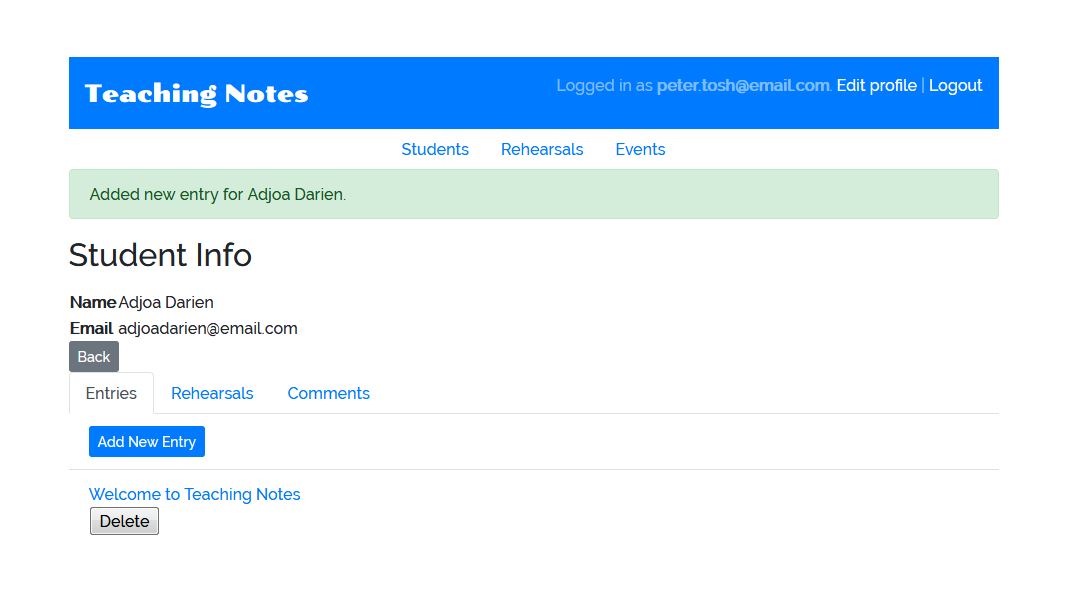 Teaching Notes
Logged in as peter.tosh@email.com. Edit profile | Logout
Students Rehearsals Events
Added new entry for Adjoa Darien.
Student Info
Name Adjoa Darien
Email adjoadarien@email.com
Back
Entries Rehearsals Comments
Add New Entry
Welcome to Teaching Notes
Delete